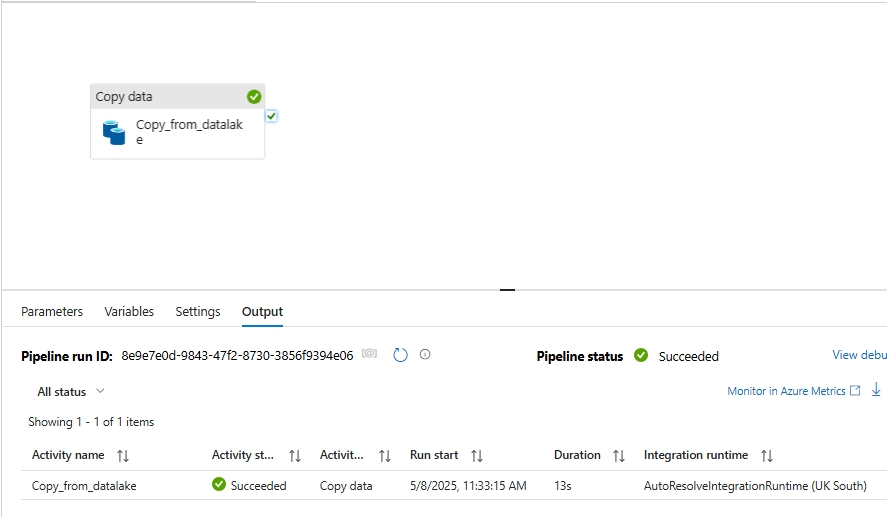 Copy data
Copy_from_datalak
e
Parameters Variables Settings Output
Pipeline run ID: 8e9e7e0d-9843-47f2-8730-3856f9394e06 Pipeline status Succeeded View debu
All status Monitor in Azure Metrics
Showing 1 - 1 of 1 items
Activity name Activity st... Activit... Run start Duration Integration runtime
Copy_from_datalake Succeeded Copy data 5/8/2025, 11:33:15 AM 13s AutoResolveIntegrationRuntime (UK South)